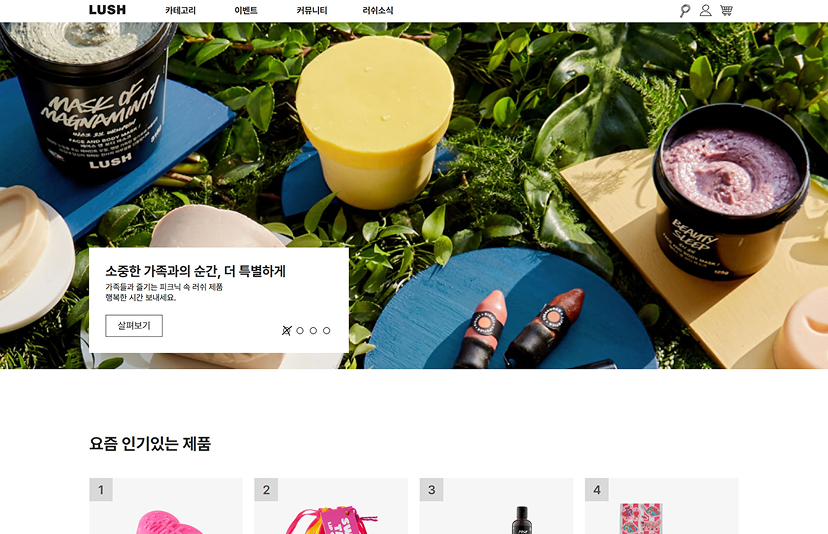 LUSH
카테고리
이벤트
커뮤니티
러쉬소식
MASK OF
MAGNAMINTY
FACE AND BODY MASK /
LUSH
BEAUTY
SLEEP
소중한 가족과의 순간, 더 특별하게
가족들과 즐기는 피크닉 속 러쉬 제품
행복한 시간 보내세요.
살펴보기
요즘 인기있는 제품
1
2
3
4